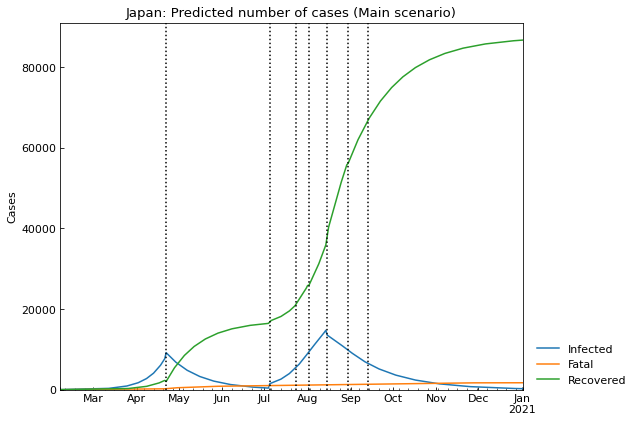 Japan: Predicted number of cases (Main scenario)
Cases
80000
60000
40000
20000
0
Mar Apr May Jun Jul Aug Sep Oct Nov Dec Jan
2021
Infected
Fatal
Recovered